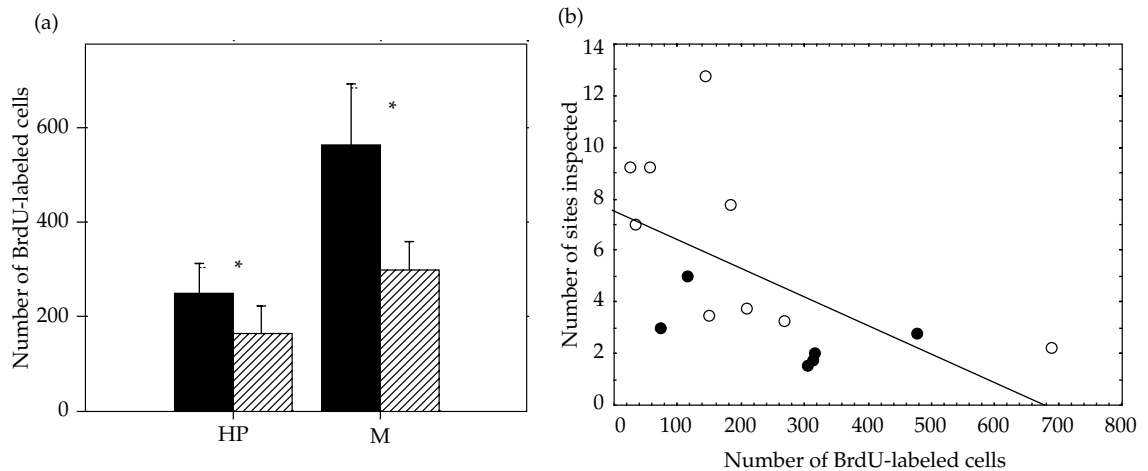 (a)
Number of BrdU-labeled cells
600
400
200
0
*
*
HP
M
(b)
Number of sites inspected
14
12
10
8
6
4
2
0
0 100 200 300 400 500 600 700 800
Number of BrdU-labeled cells